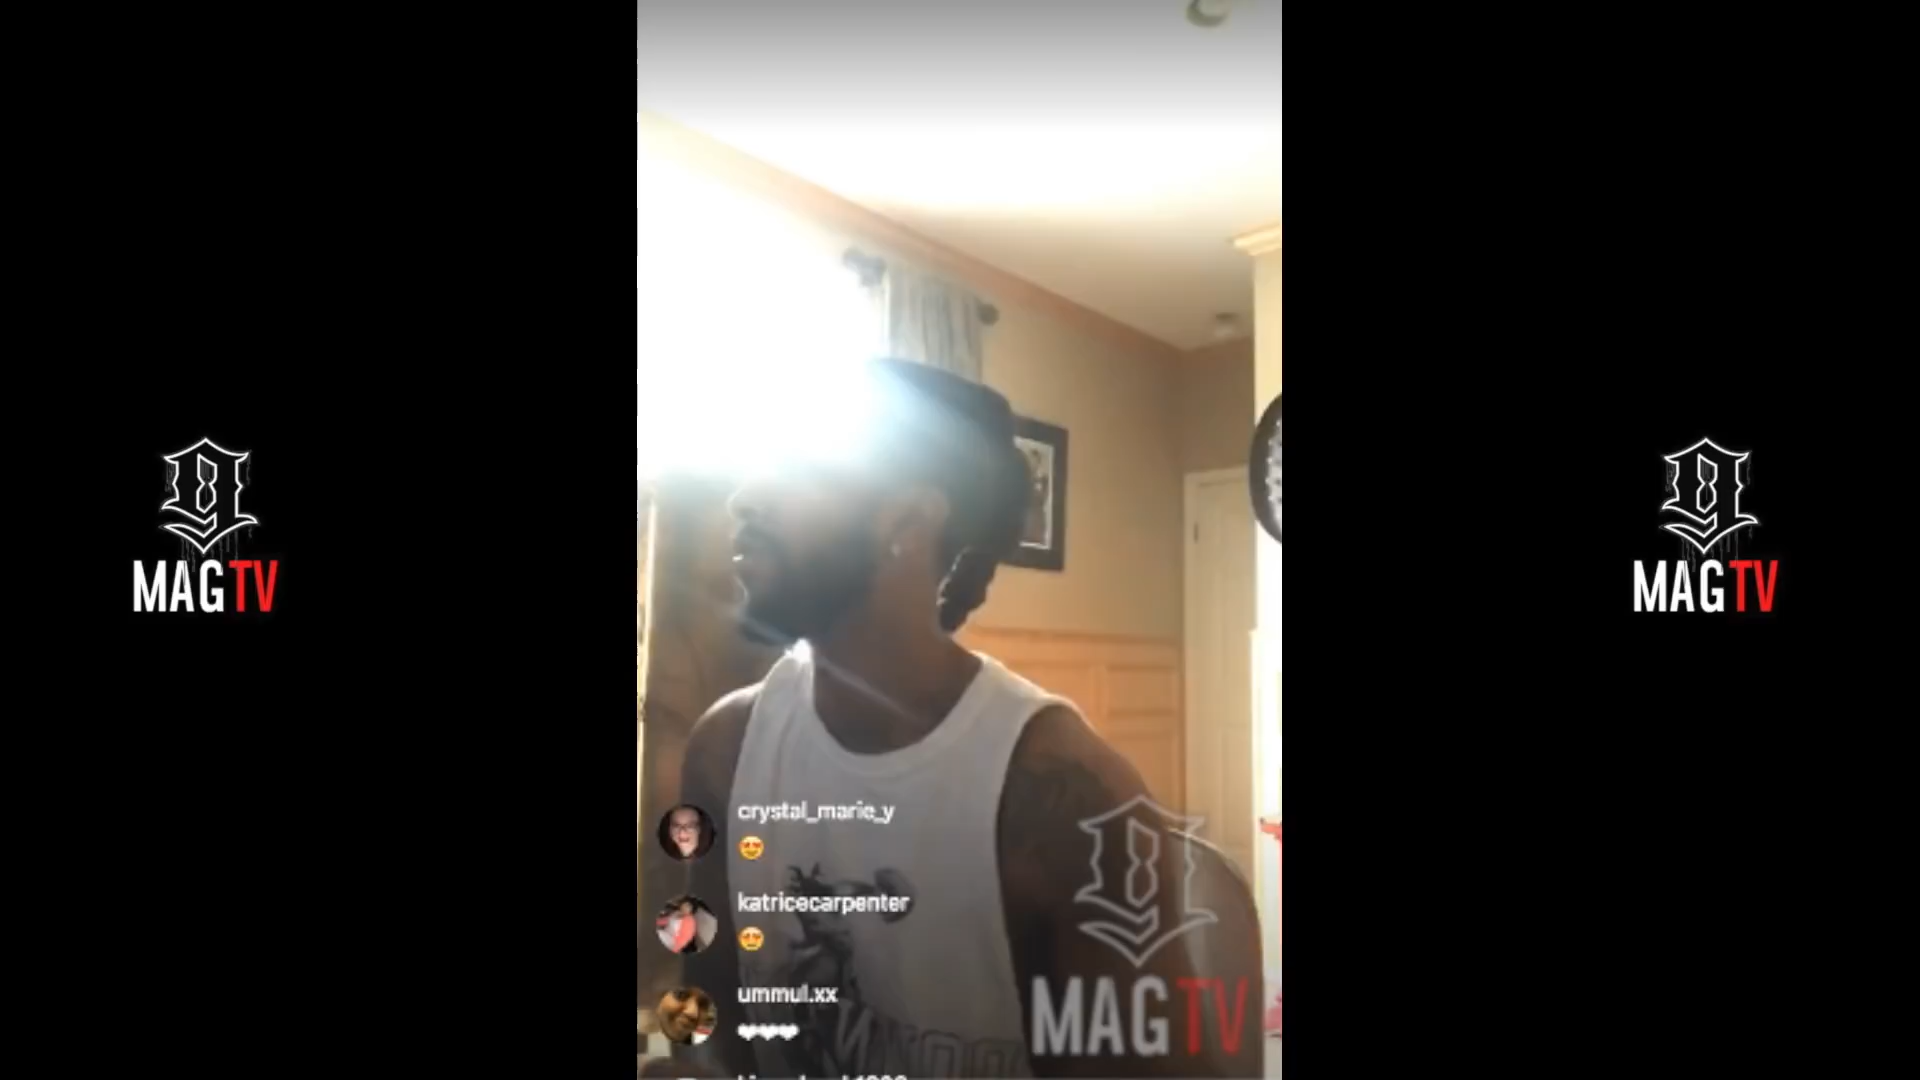 MAGTV
MAGTV
crystal_marie_y
katricecarpenter
ummul.xx
MAGTV